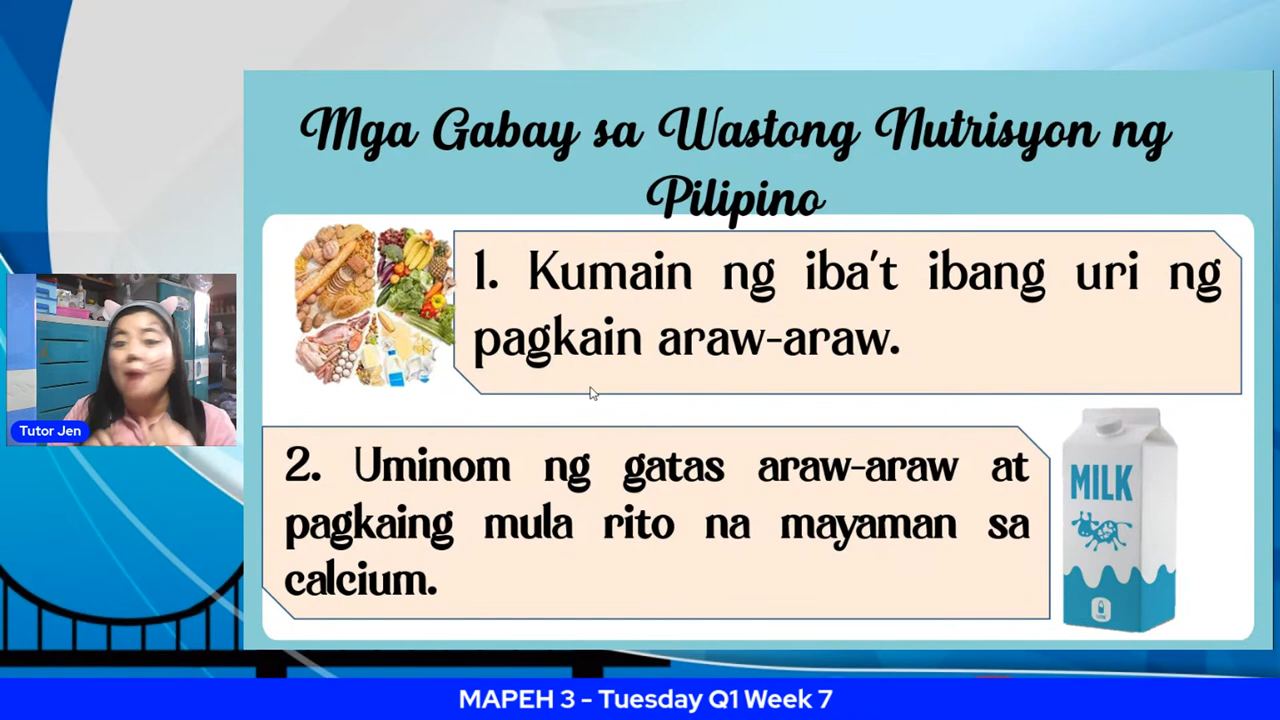 Mga Gabay sa Wastong Nutrisyon ng
Pilipino
1. Kumain ng iba't ibang uri ng
pagkain araw-araw.
2. Uminom ng gatas araw-araw at
pagkaing mula rito na mayaman sa
calcium.
MILK
Tutor Jen
MAPEH 3 - Tuesday Q1 Week 7